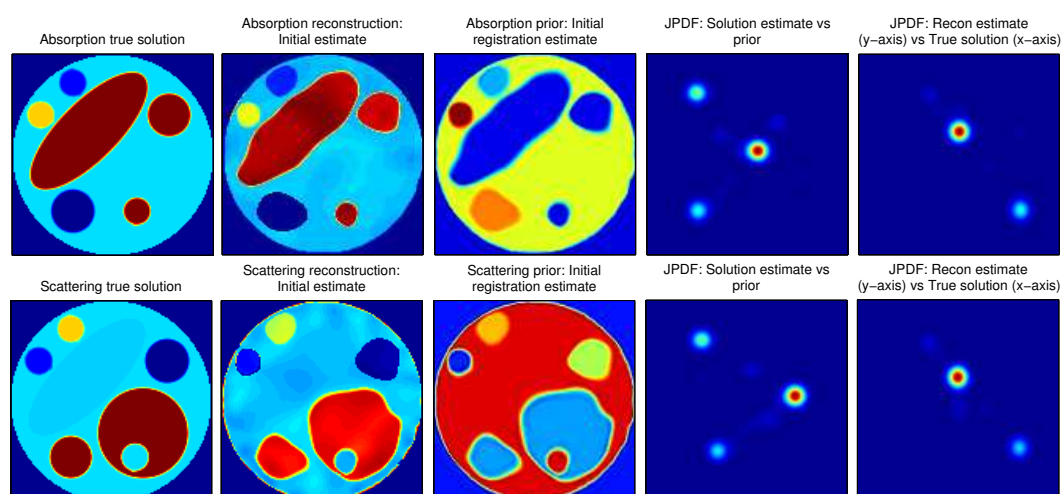 Absorption true solution
Absorption reconstruction:
Initial estimate
Absorption prior: Initial
registration estimate
JPDF: Solution estimate vs
prior
JPDF: Recon estimate
(y−axis) vs True solution (x−axis)
Scattering true solution
Scattering reconstruction:
Initial estimate
Scattering prior: Initial
registration estimate
JPDF: Solution estimate vs
prior
JPDF: Recon estimate
(y−axis) vs True solution (x−axis)